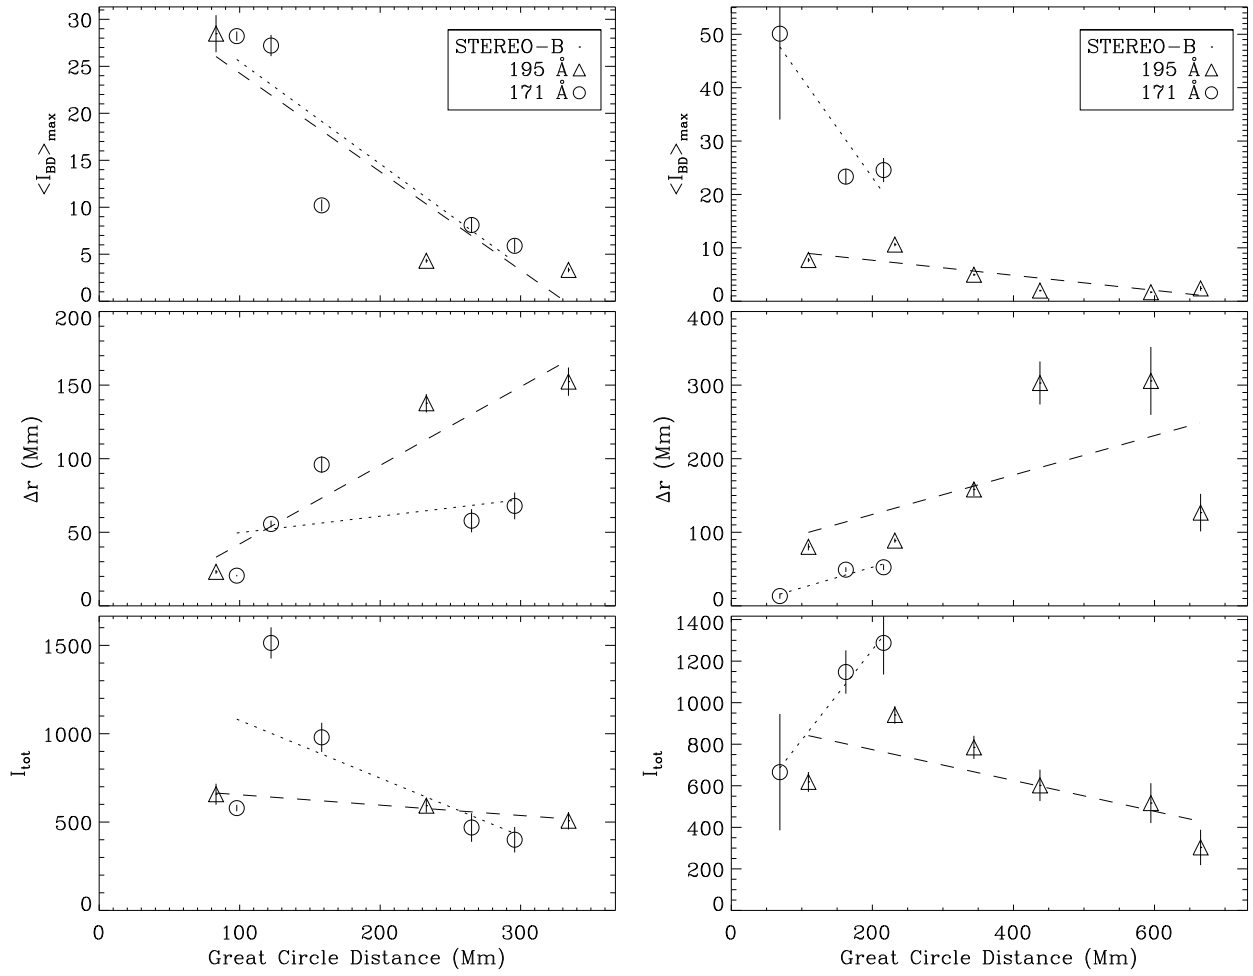 STEREO-B
195 Å
171 Å
<I_BD>_max
30
25
20
15
10
5
0
STEREO-B
195 Å
171 Å
<I_BD>_max
50
40
30
20
10
0
Δr (Mm)
200
150
100
50
0
Δr (Mm)
400
300
200
100
0
I_tot
1500
1000
500
0
I_tot
1400
1200
1000
800
600
400
200
0
0 100 200 300
Great Circle Distance (Mm)
0 200 400 600
Great Circle Distance (Mm)